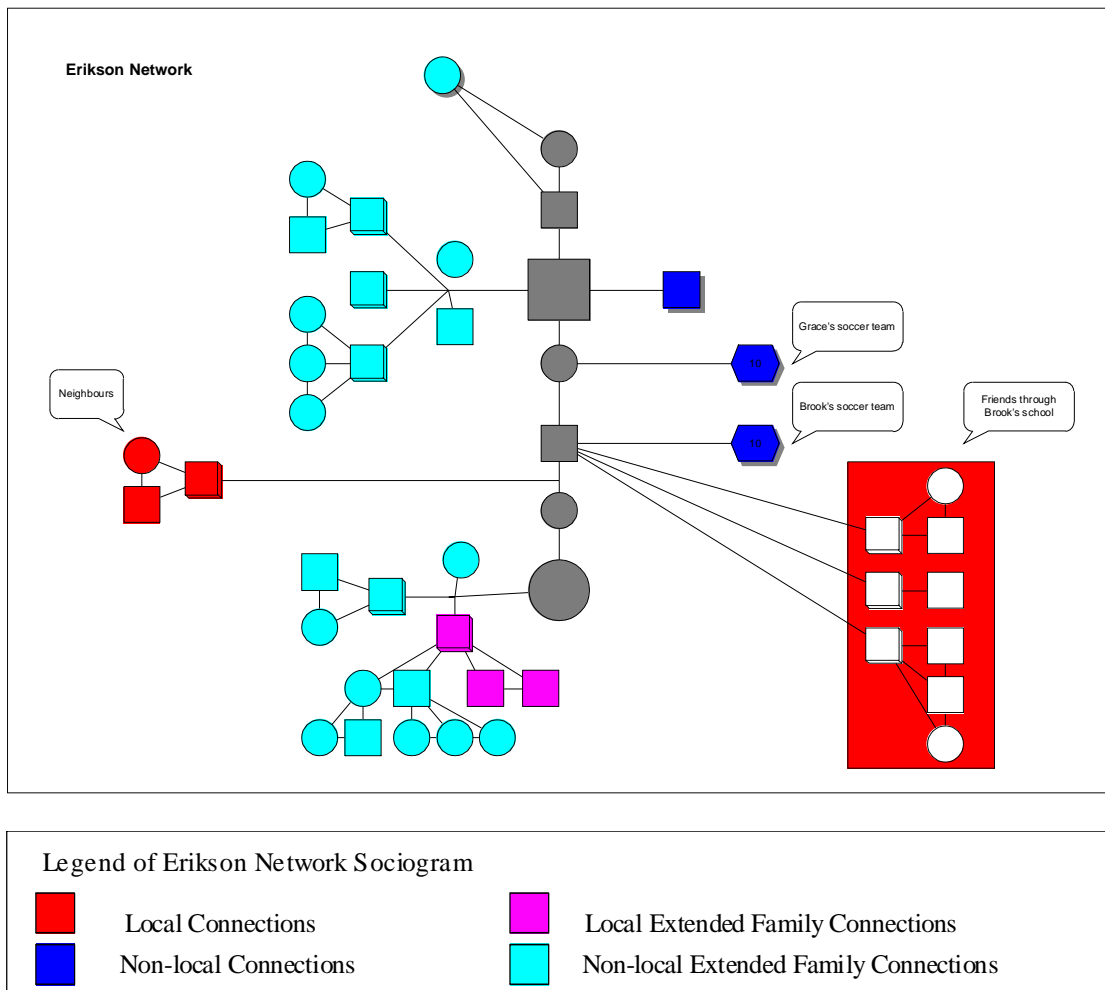 Erikson Network
Grace's soccer team
10
Neighbours
Brook's soccer team
Friends through
Brook's school
10
Legend of Erikson Network Sociogram
Local Connections
Local Extended Family Connections
Non-local Connections
Non-local Extended Family Connections